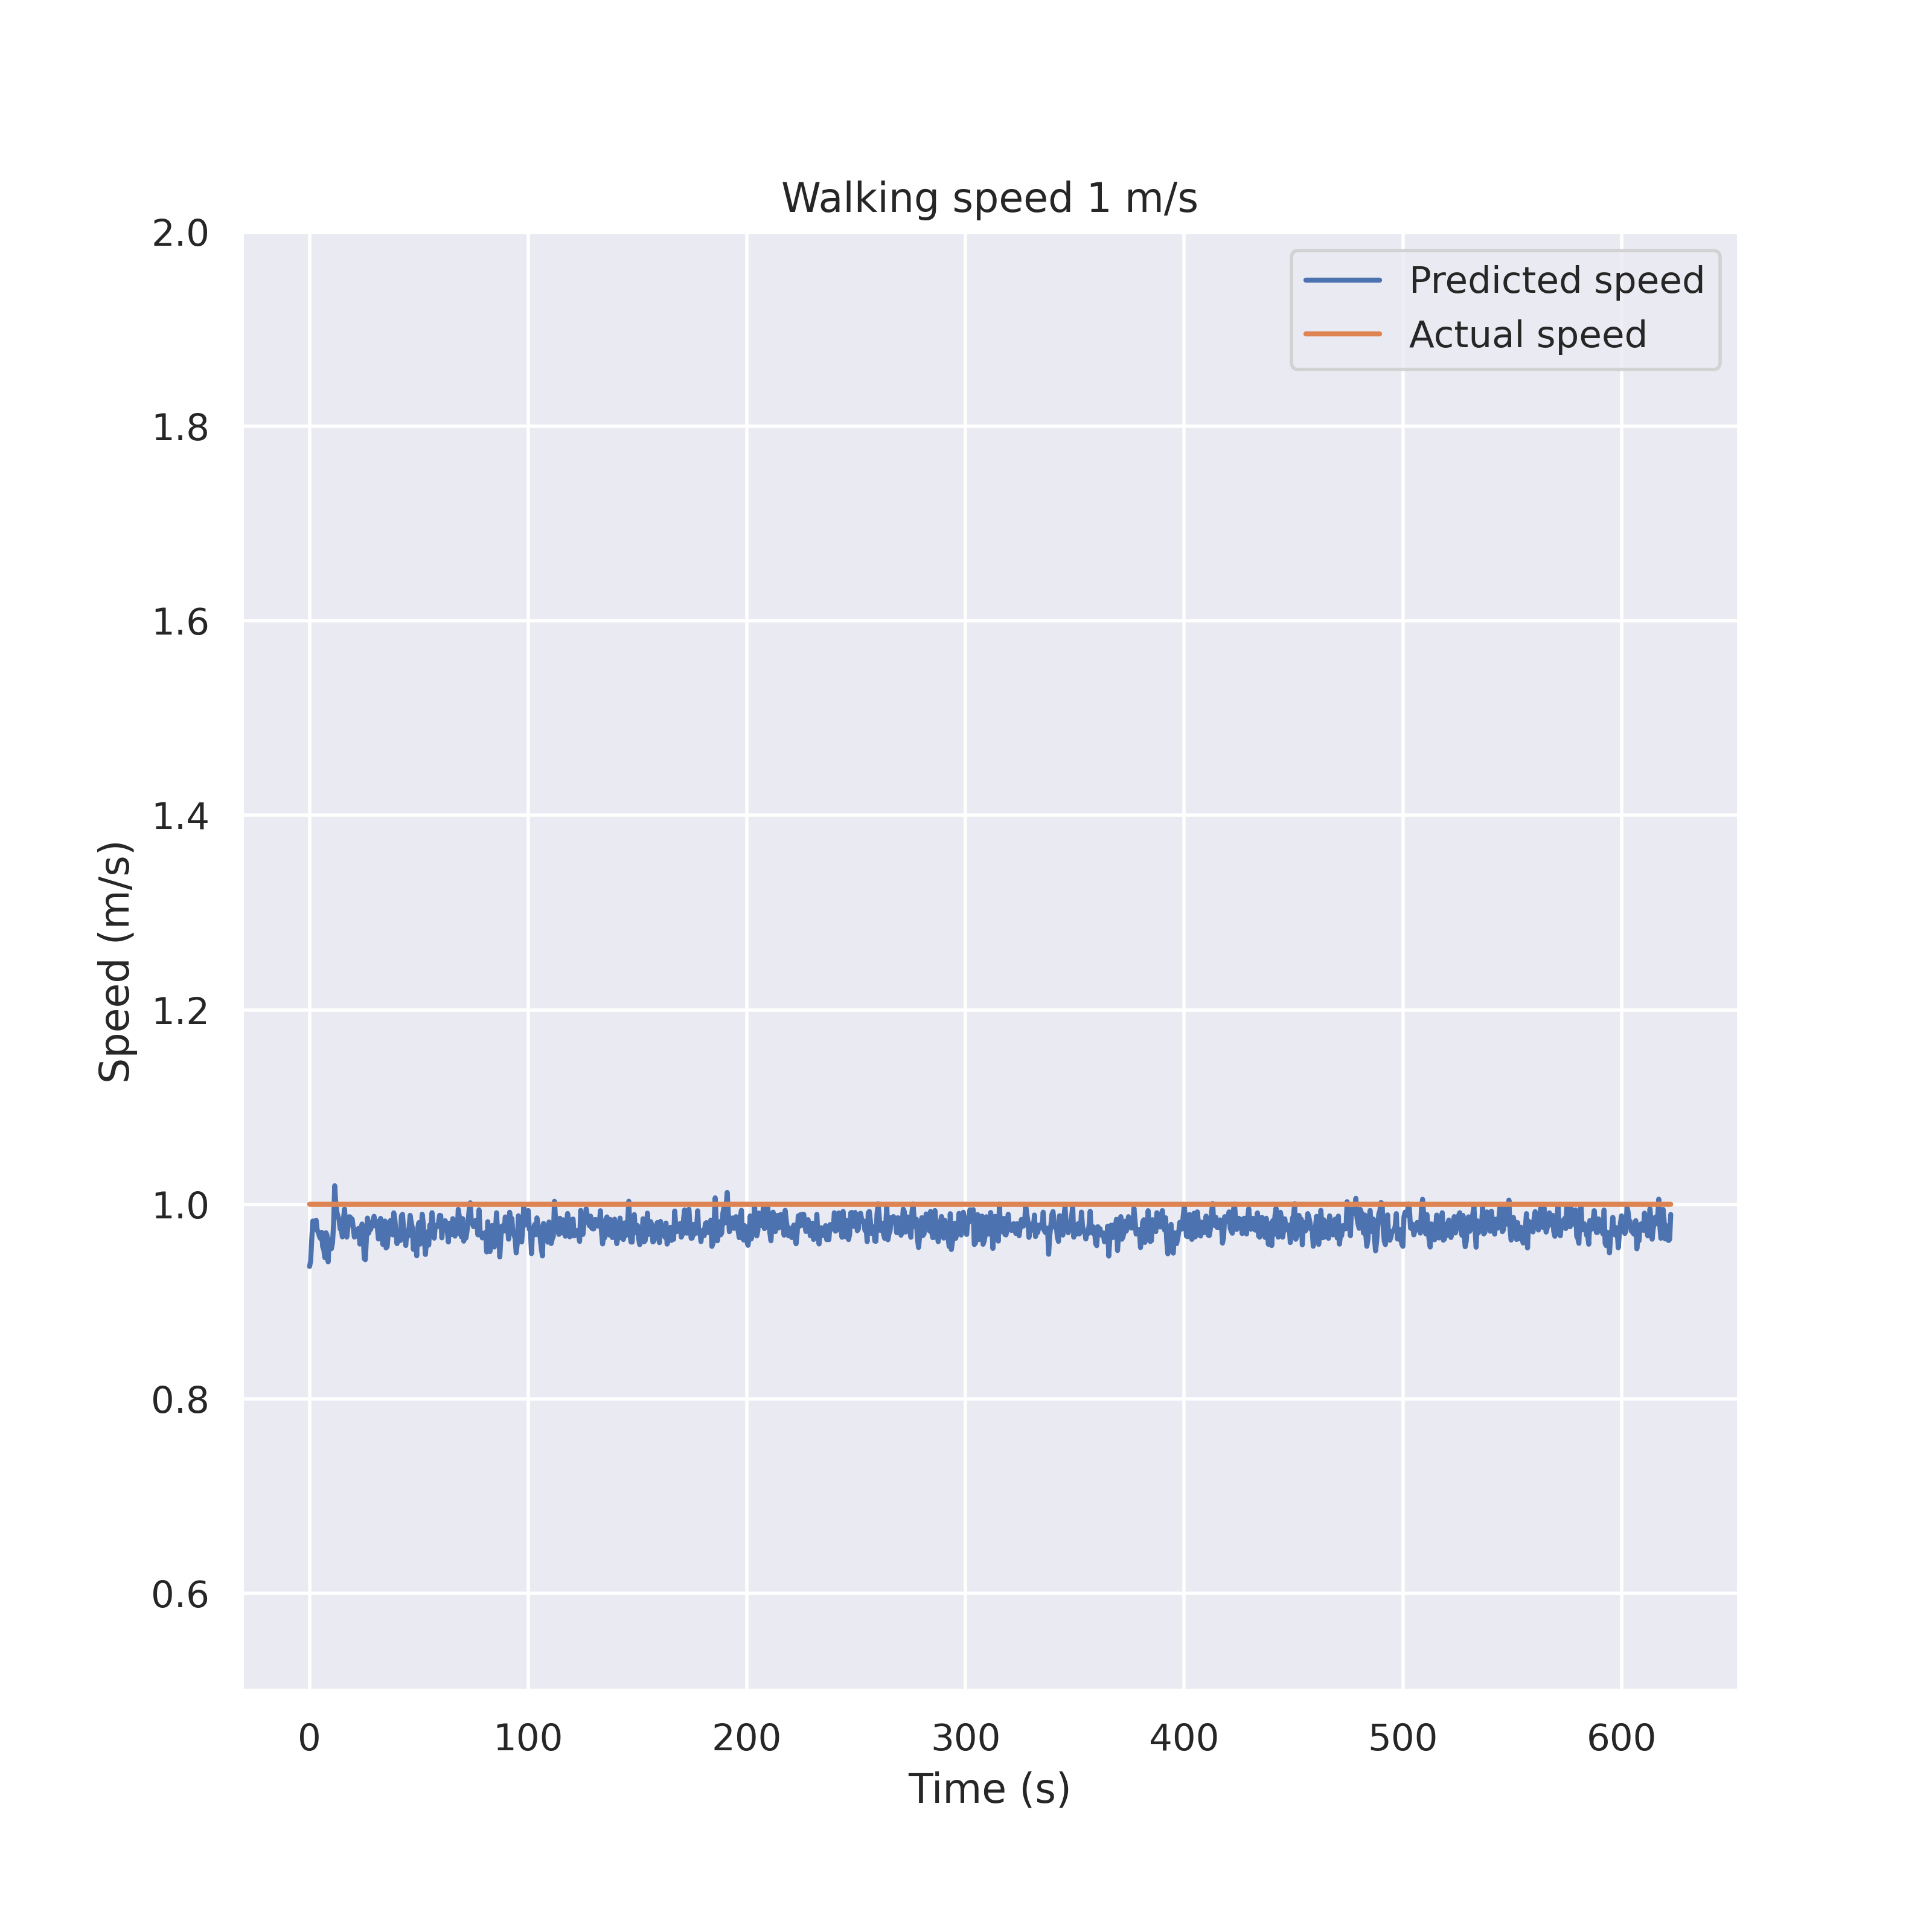 Walking speed 1 m/s
Predicted speed
Actual speed
Speed (m/s)
2.0
1.8
1.6
1.4
1.2
1.0
0.8
0.6
0 100 200 300 400 500 600
Time (s)